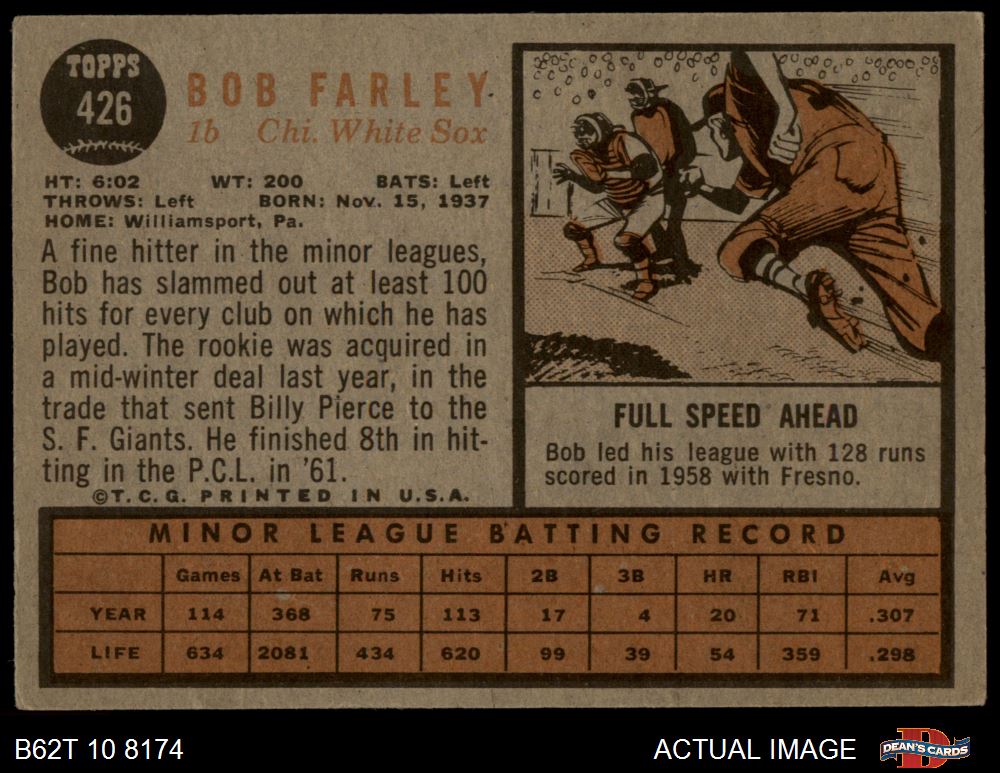 TOPPS
426
BOB FARLEY
1b Chi. White Sox
HT: 6:02 WT: 200 BATS: Left
THROWS: Left BORN: Nov. 15, 1937
HOME: Williamsport, Pa.
A fine hitter in the minor leagues,
Bob has slammed out at least 100
hits for every club on which he has
played. The rookie was acquired in
a mid-winter deal last year, in the
trade that sent Billy Pierce to the
S. F. Giants. He finished 8th in hit-
ting in the P.C.L. in '61.
©T.C.G. PRINTED IN U.S.A.
FULL SPEED AHEAD
Bob led his league with 128 runs
scored in 1958 with Fresno.
MINOR LEAGUE BATTING RECORD
Games At Bat Runs Hits 2B 3B HR RBI Avg
YEAR 114 368 75 113 17 4 20 71 .307
LIFE 634 2081 434 620 99 39 54 359 .298
B62T 10 8174
ACTUAL IMAGE
DEAN'S CARDS